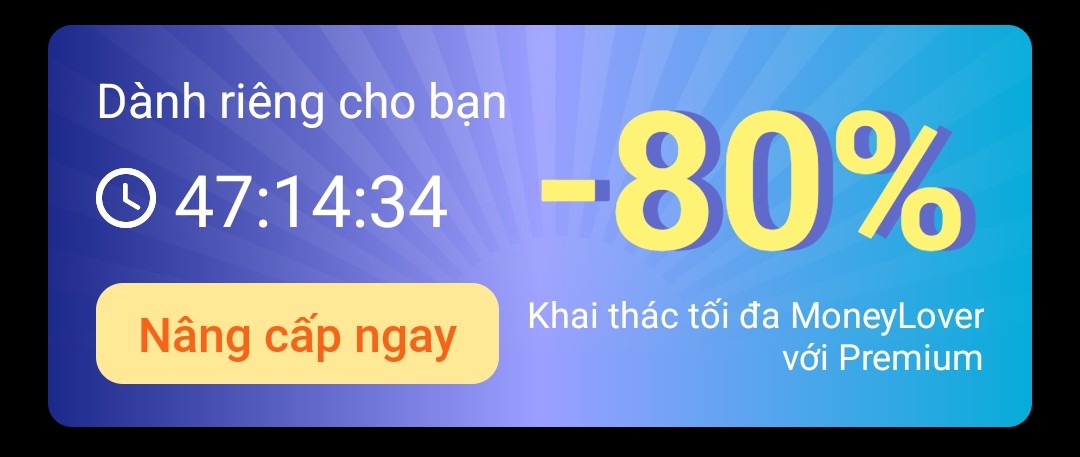 Dành riêng cho bạn
47:14:34
Nâng cấp ngay
-80%
Khai thác tối đa MoneyLover
với Premium